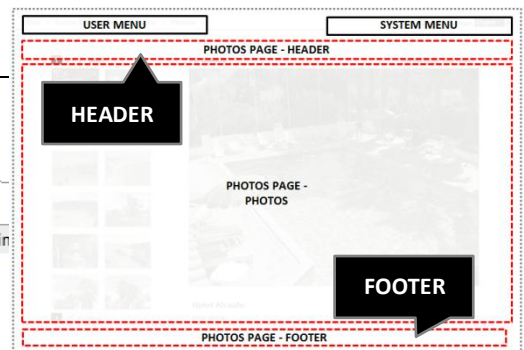 USER MENU
SYSTEM MENU
PHOTOS PAGE - HEADER
HEADER
PHOTOS PAGE -
PHOTOS
FOOTER
PHOTOS PAGE - FOOTER